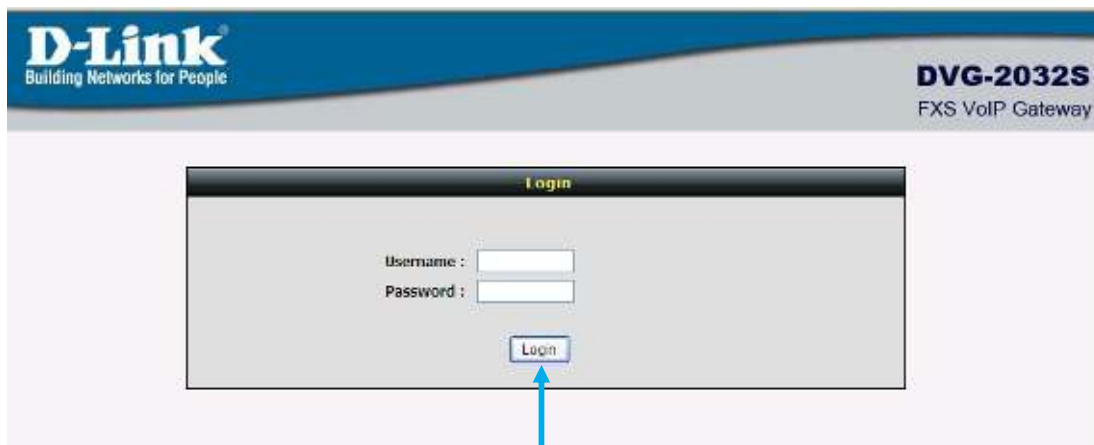 D-Link
Building Networks for People
DVG-2032S
FXS VoIP Gateway
Login
Username :
Password :
Login